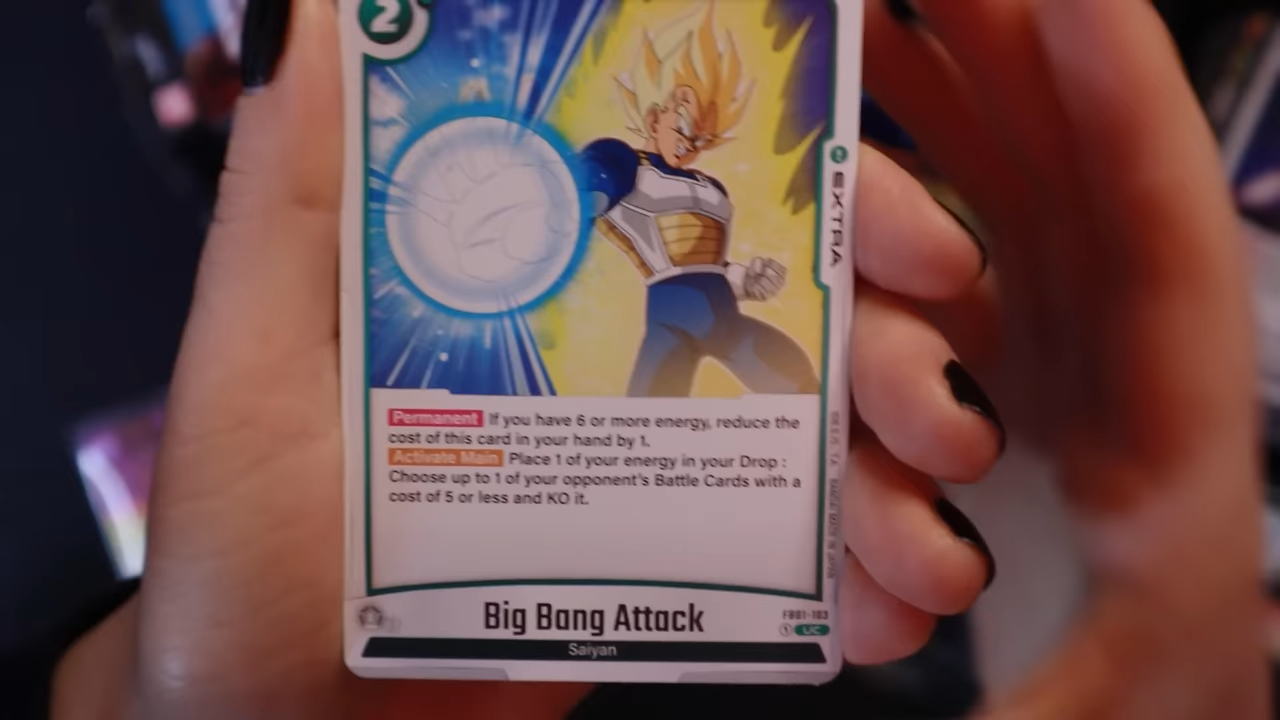 2
EXTRA
Permanent If you have 6 or more energy, reduce the
cost of this card in your hand by 1.
Activate Main Place 1 of your energy in your Drop :
Choose up to 1 of your opponent's Battle Cards with a
cost of 5 or less and KO it.
Big Bang Attack
FB01-103
1 UC
Saiyan